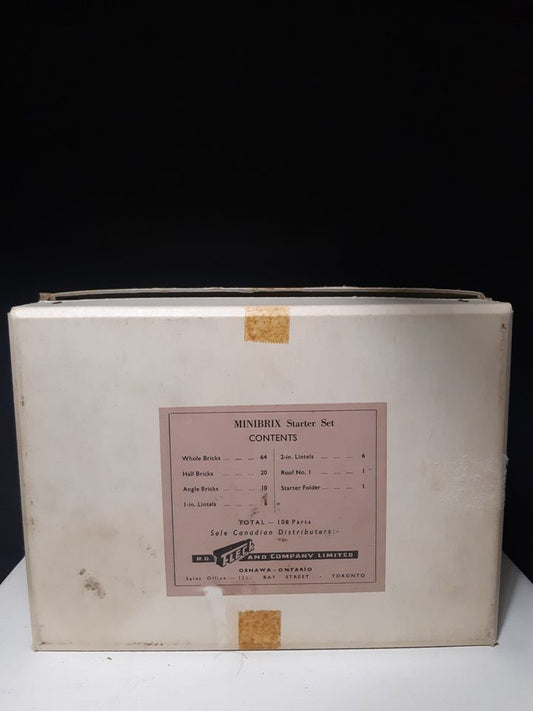 MINIBRIX Starter Set
CONTENTS
Whole Bricks — — — 64
Half Bricks — — — 20
Angle Bricks — — — 10
1-in. Lintels — —
2-in. Lintels — — — 6
Roof No. 1 — — — 1
Starter Folder — — — 1
TOTAL — 108 Parts
Sole Canadian Distributors:-
R.O. FLECK AND COMPANY LIMITED
OSHAWA - ONTARIO
Sales Office — BAY STREET - TORONTO